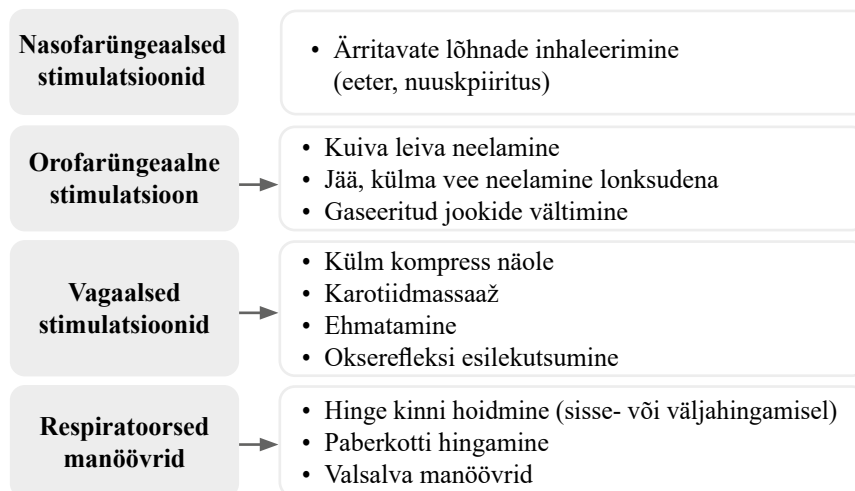 Nasofarüngeaalsed
stimulatsioonid
• Ärritavate lõhnade inhaleerimine
(eeter, nuuskpiiritus)
Orofarüngeaalne
stimulatsioon
• Kuiva leiva neelamine
• Jää, külma vee neelamine lonksudena
• Gaseeritud jookide vältimine
Vagaalsed
stimulatsioonid
• Külm kompress näole
• Karotiidmassaaž
• Ehmatamine
• Okserefleksi esilekutsumine
Respiratoorsed
manöövrid
• Hinge kinni hoidmine (sisse- või väljahingamisel)
• Paberkotti hingamine
• Valsalva manöövrid